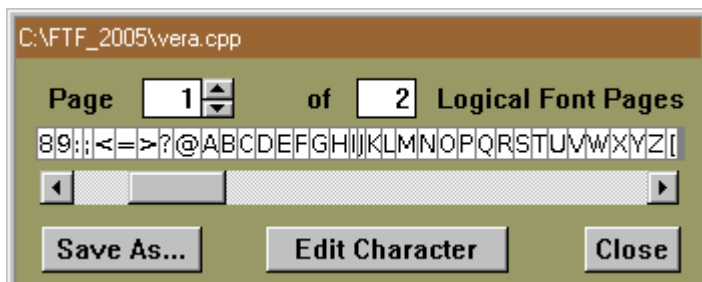 C:\FTF_2005\vera.cpp
Page 1 of 2 Logical Font Pages
89:;<=>?@ABCDEFGHIJKLMNOPQRSTUVWXYZ[
Save As... Edit Character Close